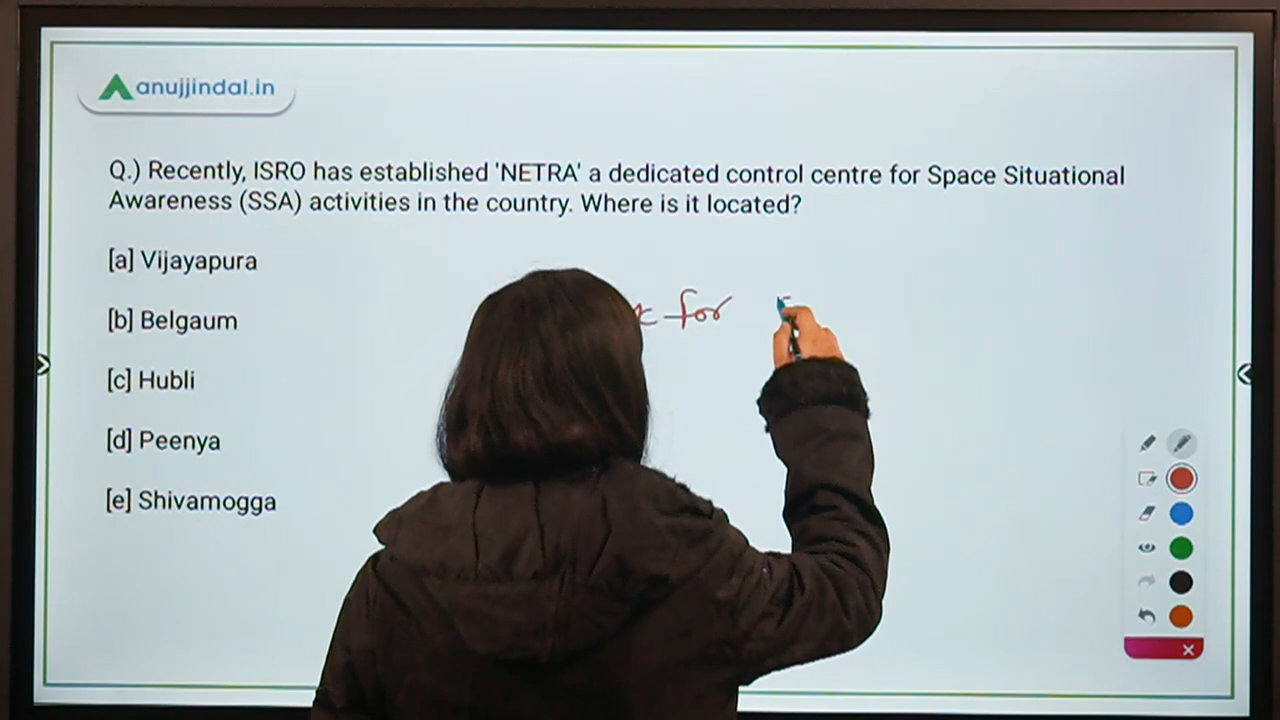 anujjindal.in
Q.) Recently, ISRO has established 'NETRA' a dedicated control centre for Space Situational
Awareness (SSA) activities in the country. Where is it located?
[a] Vijayapura
for
[b] Belgaum
[c] Hubli
[d] Peenya
[e] Shivamogga